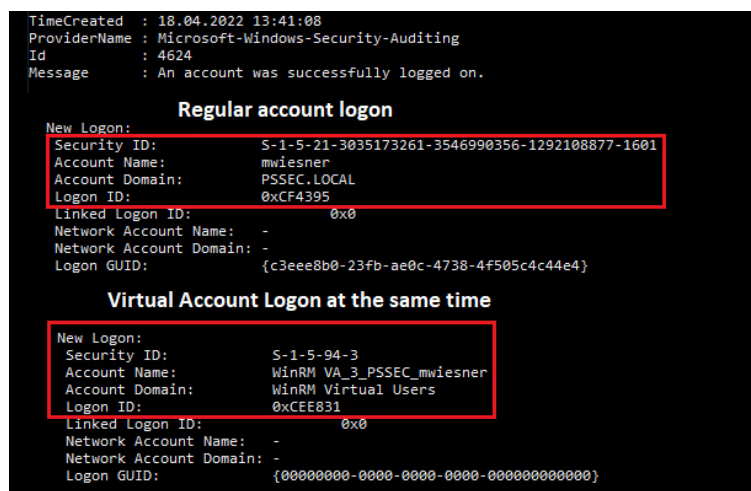 TimeCreated  : 18.04.2022 13:41:08
ProviderName : Microsoft-Windows-Security-Auditing
Id           : 4624
Message      : An account was successfully logged on.
Regular account logon
New Logon:
Security ID: S-1-5-21-3035173261-3546990356-1292108877-1601
Account Name: mwiesner
Account Domain: PSSEC.LOCAL
Logon ID: 0xCF4395
Linked Logon ID: 0x0
Network Account Name: -
Network Account Domain: -
Logon GUID: {c3eee8b0-23fb-ae0c-4738-4f505c4c44e4}
Virtual Account Logon at the same time
New Logon:
Security ID: S-1-5-94-3
Account Name: WinRM VA_3_PSSEC_mwiesner
Account Domain: WinRM Virtual Users
Logon ID: 0xCEE831
Linked Logon ID: 0x0
Network Account Name: -
Network Account Domain: -
Logon GUID: {00000000-0000-0000-0000-000000000000}